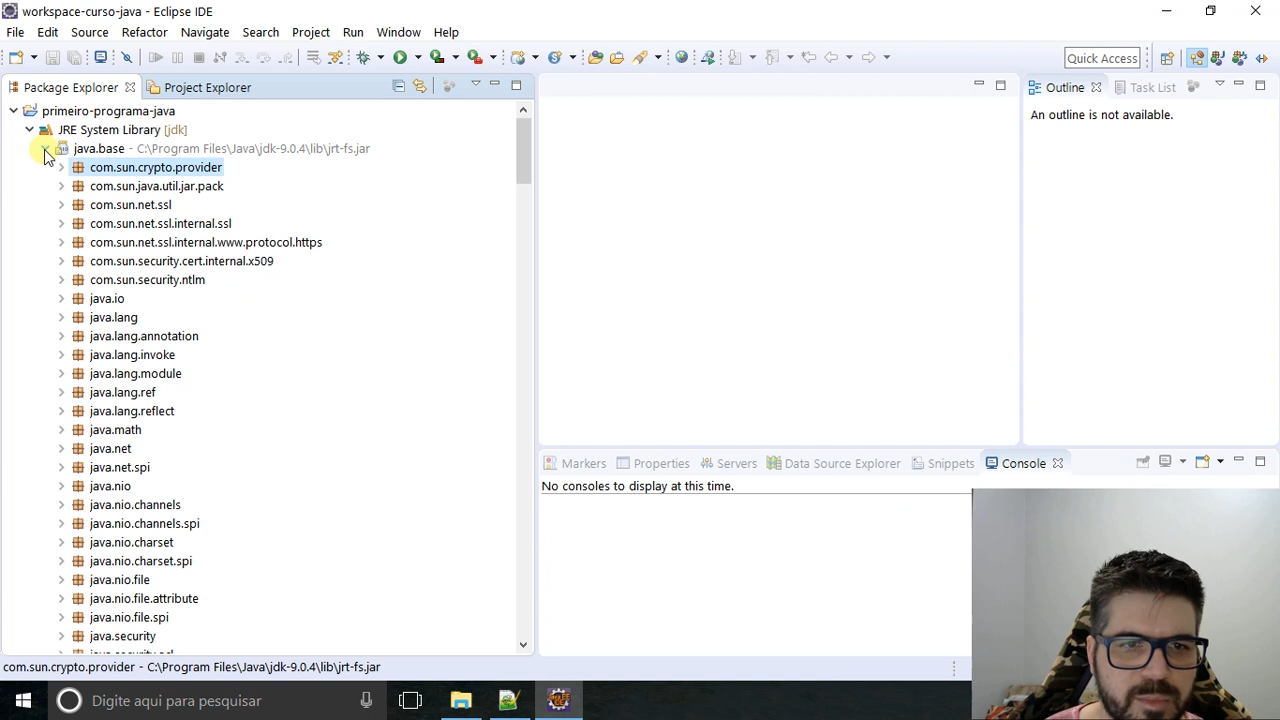 workspace-curso-java - Eclipse IDE
File Edit Source Refactor Navigate Search Project Run Window Help
Quick Access
Package Explorer Project Explorer
primeiro-programa-java
JRE System Library [jdk]
java.base - C:\Program Files\Java\jdk-9.0.4\lib\jrt-fs.jar
com.sun.crypto.provider
com.sun.java.util.jar.pack
com.sun.net.ssl
com.sun.net.ssl.internal.ssl
com.sun.net.ssl.internal.www.protocol.https
com.sun.security.cert.internal.x509
com.sun.security.ntlm
java.io
java.lang
java.lang.annotation
java.lang.invoke
java.lang.module
java.lang.ref
java.lang.reflect
java.math
java.net
java.net.spi
java.nio
java.nio.channels
java.nio.channels.spi
java.nio.charset
java.nio.charset.spi
java.nio.file
java.nio.file.attribute
java.nio.file.spi
java.security
Outline Task List
An outline is not available.
Markers Properties Servers Data Source Explorer Snippets Console
No consoles to display at this time.
com.sun.crypto.provider - C:\Program Files\Java\jdk-9.0.4\lib\jrt-fs.jar
Digite aqui para pesquisar